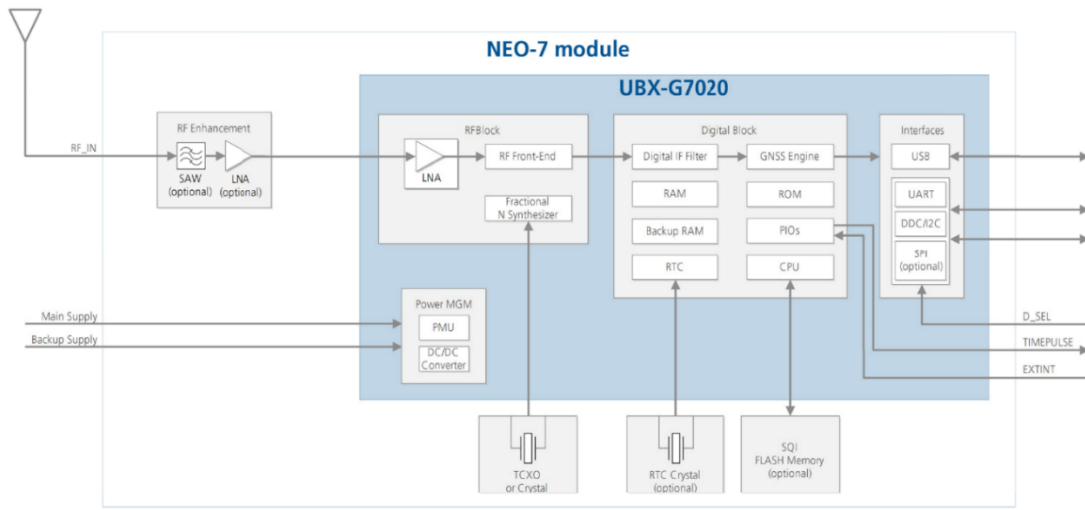 NEO-7 module
UBX-G7020
RF Enhancement
RF_IN
SAW
(optional)
LNA
(optional)
RFBlock
LNA
RF Front-End
Fractional
N Synthesizer
Digital Block
Digital IF Filter
GNSS Engine
RAM
ROM
Backup RAM
PIOs
RTC
CPU
Interfaces
USB
UART
DDC/I2C
SPI
(optional)
Main Supply
Backup Supply
Power MGM
PMU
DC/DC
Converter
D_SEL
TIMEPULSE
EXTINT
TCXO
or Crystal
RTC Crystal
(optional)
SQI
FLASH Memory
(optional)